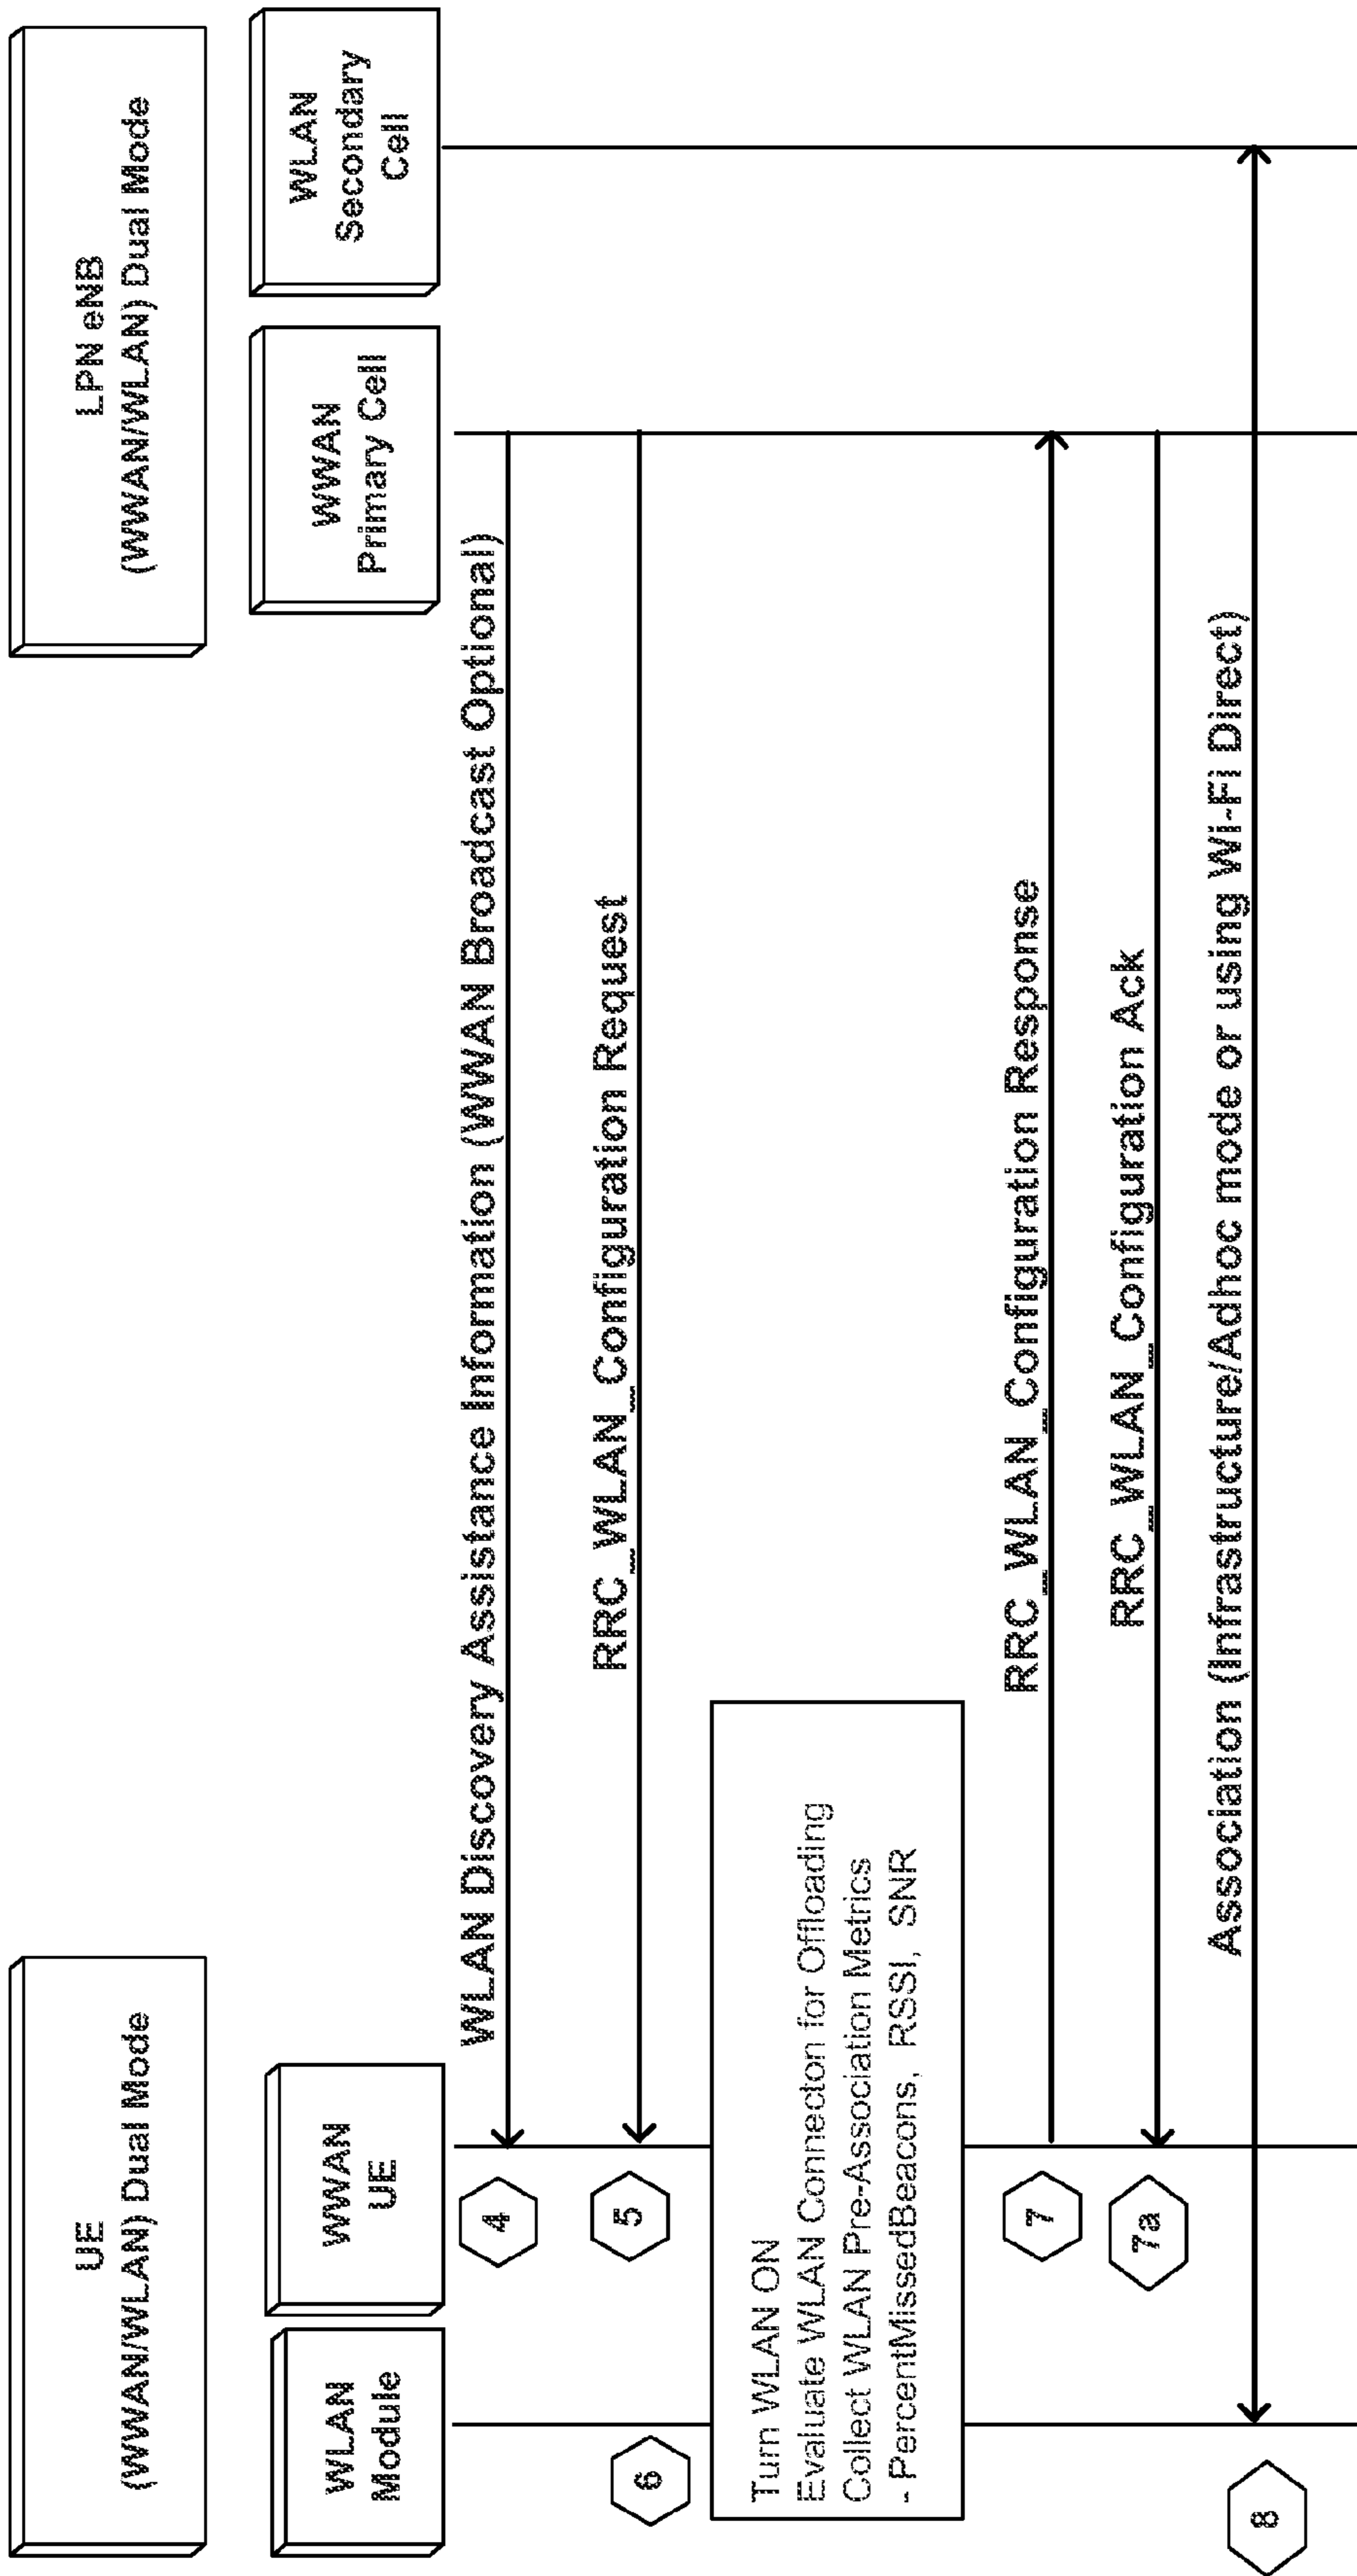 UE
(WWAN/WLAN) Dual Mode
LPN eNB
(WWAN/WLAN) Dual Mode
WLAN
Module
WWAN
UE
WWAN
Primary Cell
WLAN
Secondary
Cell
4
WLAN Discovery Assistance Information (WWAN Broadcast Optional)
5
RRC_WLAN_Configuration Request
6
Turn WLAN ON
Evaluate WLAN Connecton for Offloading
Collect WLAN Pre-Association Metrics
- PercentMissedBeacons, RSSI, SNR
7
RRC_WLAN_Configuration Response
7a
RRC_WLAN_Configuration Ack
8
Association (Infrastructure/Adhoc mode or using Wi-Fi Direct)